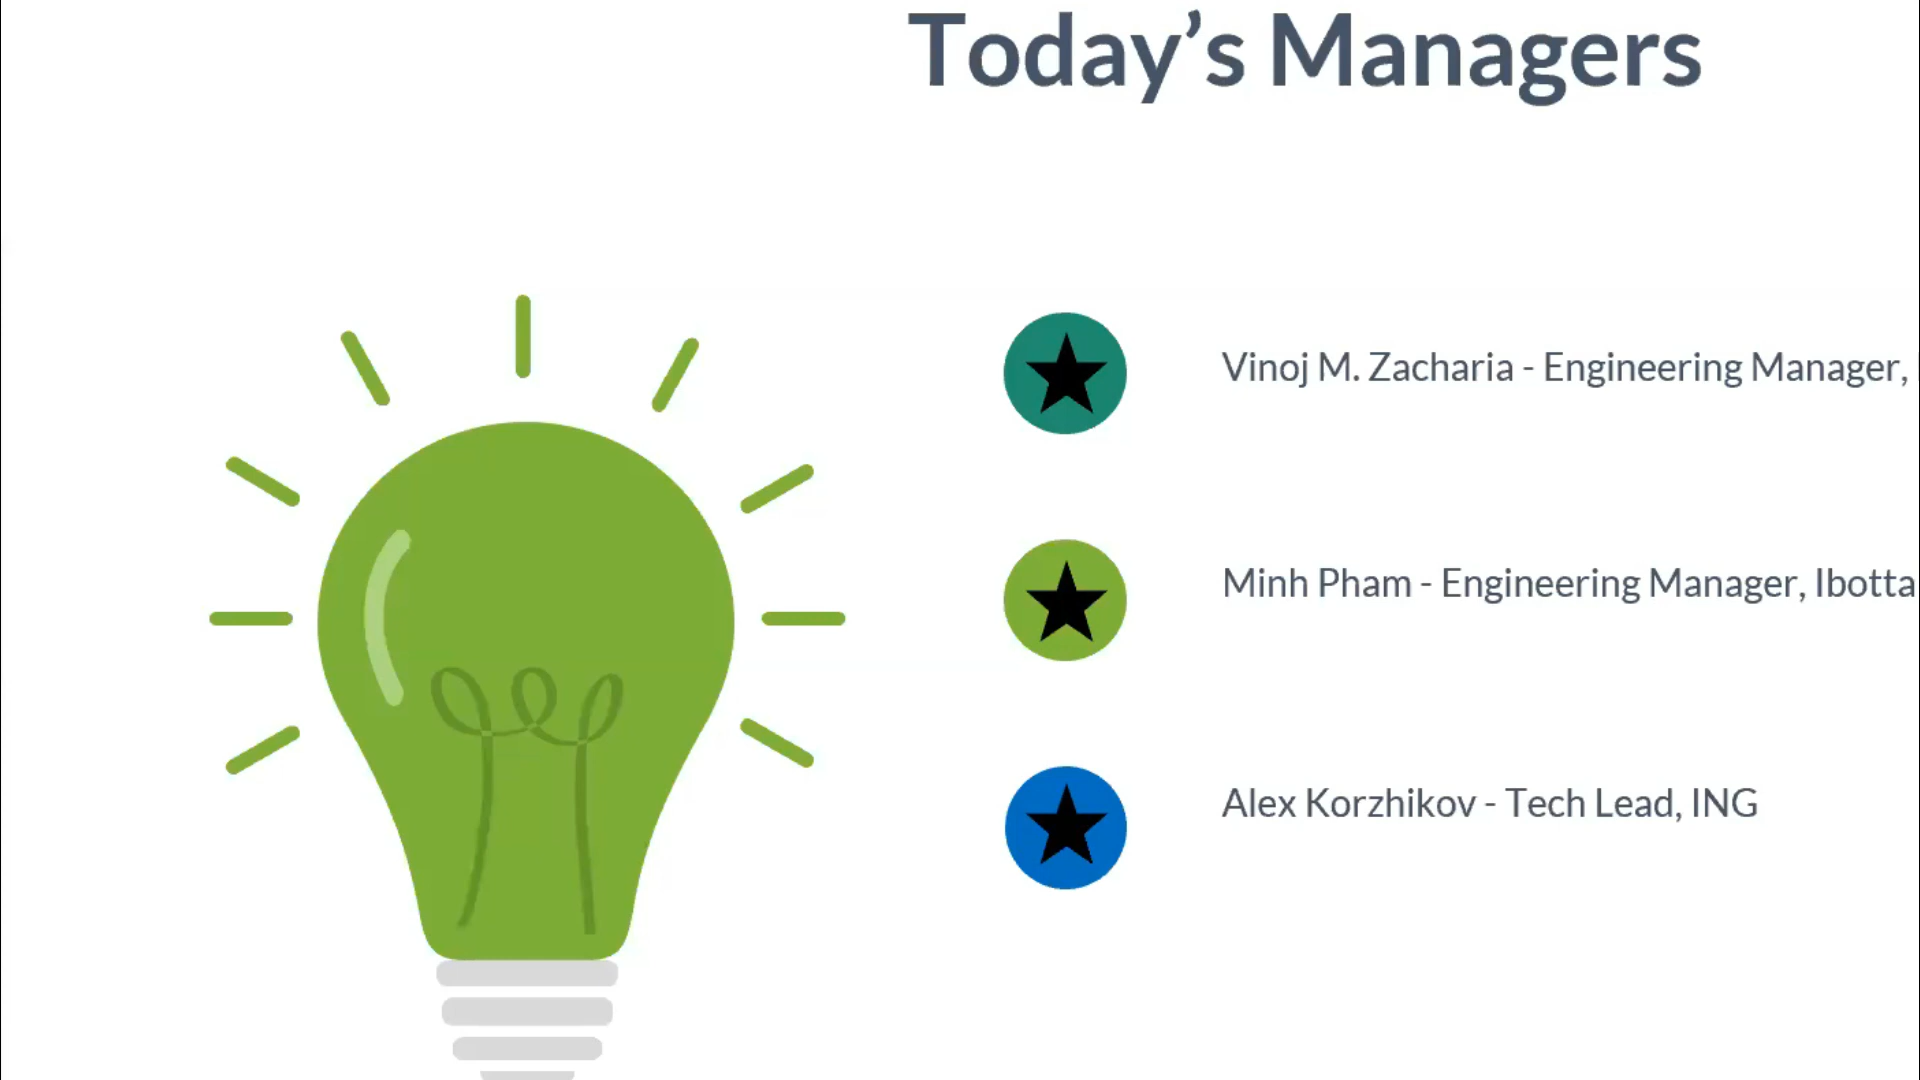 Today’s Managers
Vinoj M. Zacharia - Engineering Manager,
Minh Pham - Engineering Manager, Ibotta
Alex Korzhikov - Tech Lead, ING